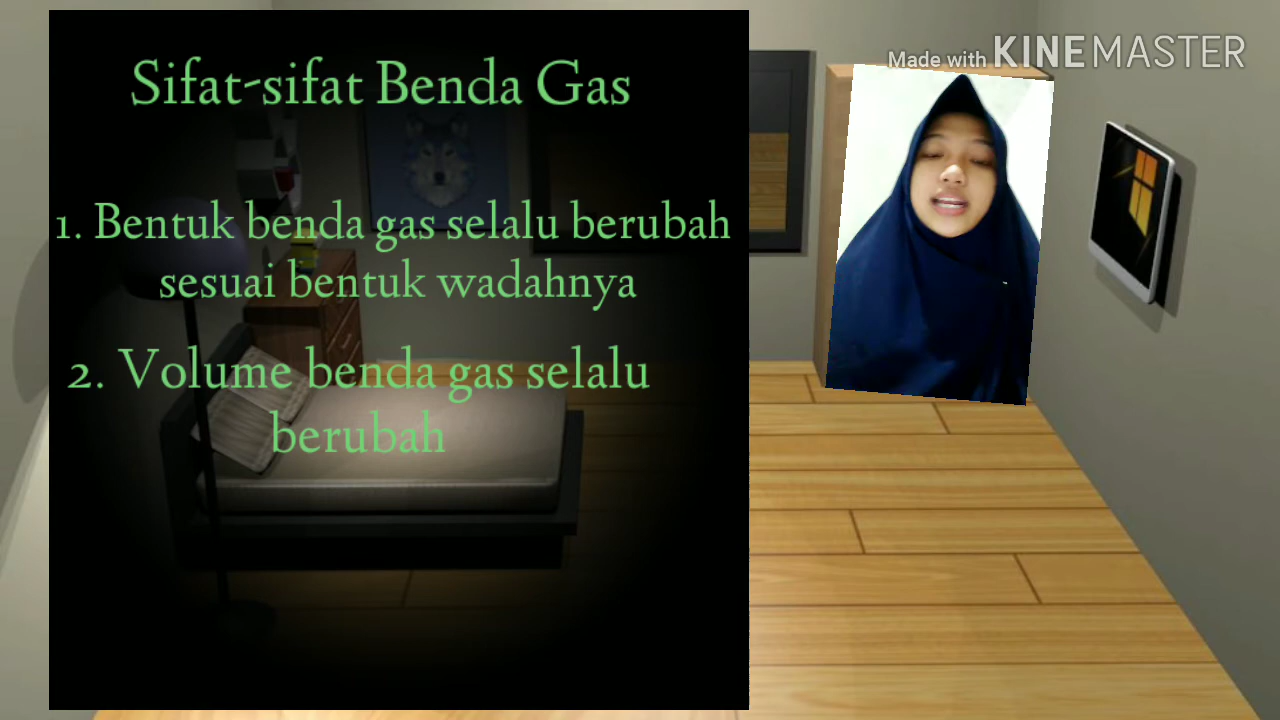 Made with KINEMASTER
Sifat-sifat Benda Gas
1. Bentuk benda gas selalu berubah
sesuai bentuk wadahnya
2. Volume benda gas selalu
berubah